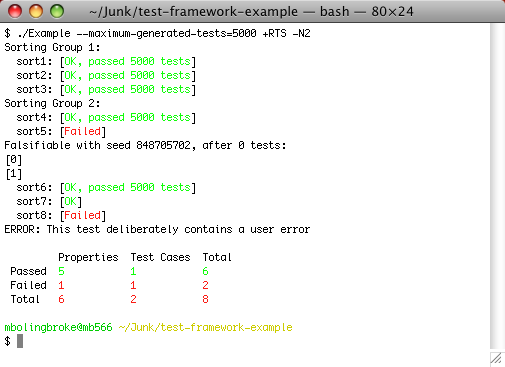 ~/Junk/test-framework-example — bash — 80×24
$ ./Example --maximum-generated-tests=5000 +RTS -N2
Sorting Group 1:
  sort1: [OK, passed 5000 tests]
  sort2: [OK, passed 5000 tests]
  sort3: [OK, passed 5000 tests]
Sorting Group 2:
  sort4: [OK, passed 5000 tests]
  sort5: [Failed]
Falsifiable with seed 848705702, after 0 tests:
[0]
[1]
  sort6: [OK, passed 5000 tests]
  sort7: [OK]
  sort8: [Failed]
ERROR: This test deliberately contains a user error
         Properties  Test Cases  Total
 Passed  5           1           6
 Failed  1           1           2
 Total   6           2           8
mbolingbroke@mb566 ~/Junk/test-framework-example
$